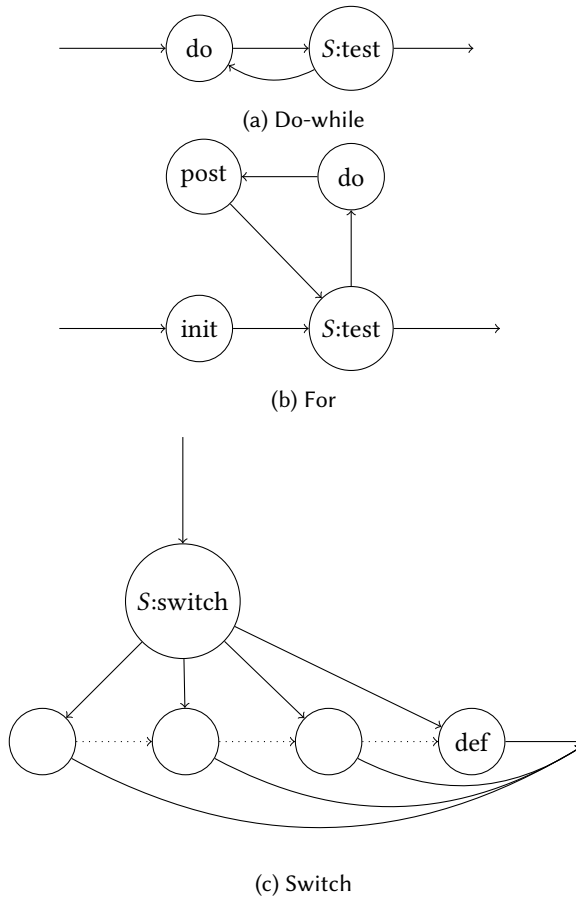 do S:test
(a) Do-while
post do
init S:test
(b) For
S:switch
def
(c) Switch